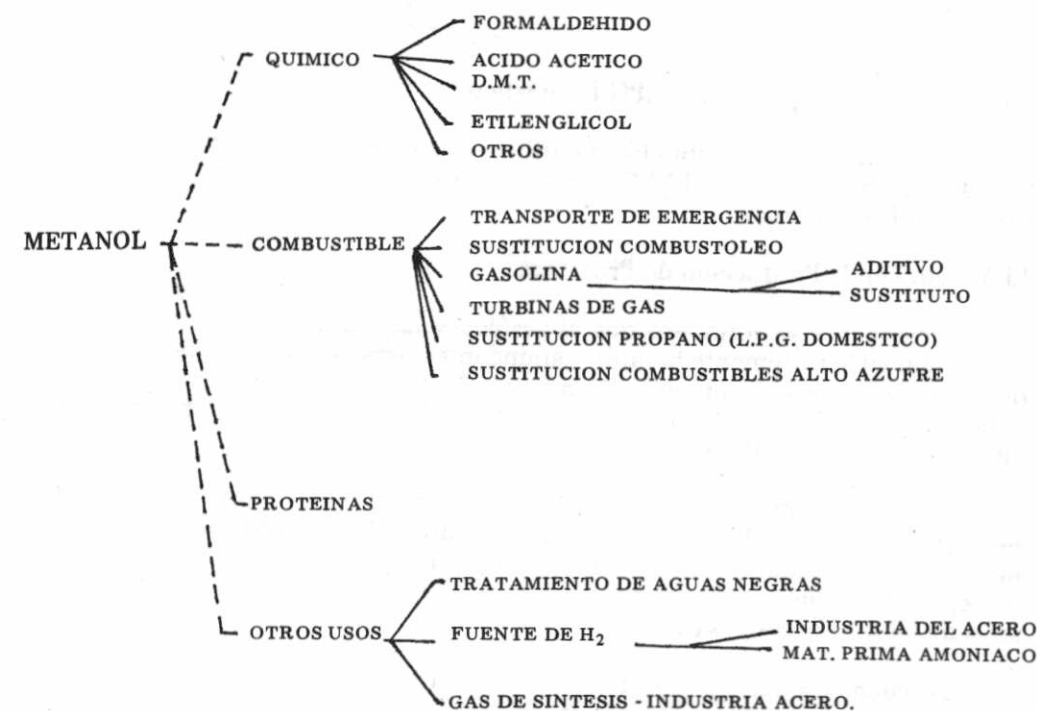 FORMALDEHIDO
QUIMICO
ACIDO ACETICO
D.M.T.
ETILENGLICOL
OTROS
METANOL
COMBUSTIBLE
TRANSPORTE DE EMERGENCIA
SUSTITUCION COMBUSTOLEO
GASOLINA
ADITIVO
SUSTITUTO
TURBINAS DE GAS
SUSTITUCION PROPANO (L.P.G. DOMESTICO)
SUSTITUCION COMBUSTIBLES ALTO AZUFRE
PROTEINAS
OTROS USOS
TRATAMIENTO DE AGUAS NEGRAS
FUENTE DE H₂
INDUSTRIA DEL ACERO
MAT. PRIMA AMONIACO
GAS DE SINTESIS - INDUSTRIA ACERO.